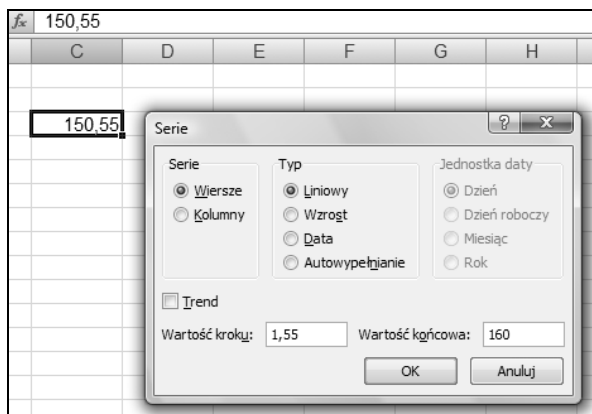 fx 150,55
C D E F G H
150,55
Serie
Serie Typ Jednostka daty
Wiersze Liniowy Dzień
Kolumny Wzrost Dzień roboczy
Data Miesiąc
Autowypełnianie Rok
Trend
Wartość kroku: 1,55 Wartość końcowa: 160
OK Anuluj